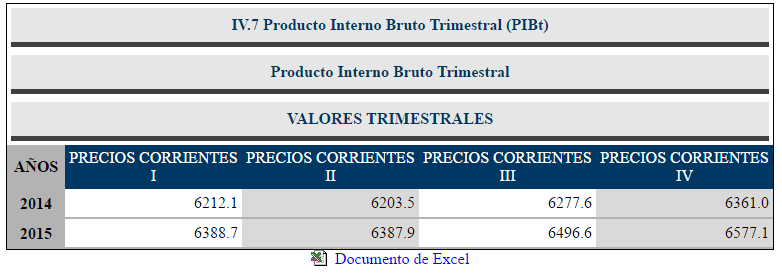 IV.7 Producto Interno Bruto Trimestral (PIBt)
Producto Interno Bruto Trimestral
VALORES TRIMESTRALES
AÑOS PRECIOS CORRIENTES I PRECIOS CORRIENTES II PRECIOS CORRIENTES III PRECIOS CORRIENTES IV
2014 6212.1 6203.5 6277.6 6361.0
2015 6388.7 6387.9 6496.6 6577.1
Documento de Excel